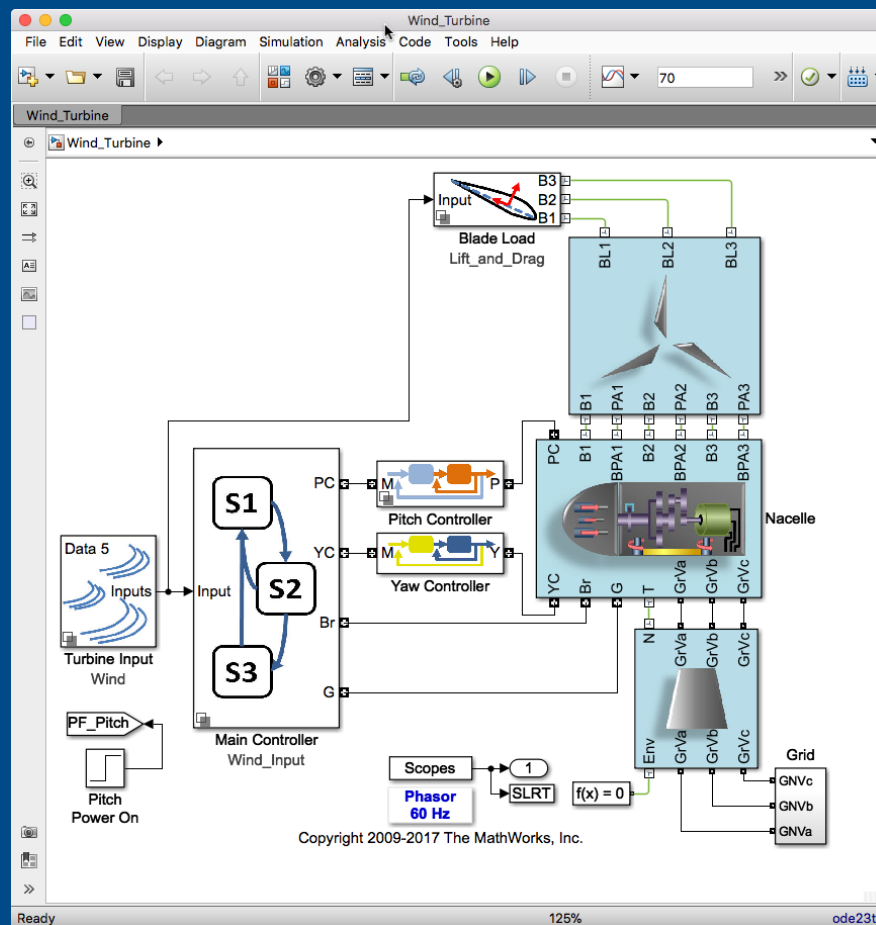 Wind_Turbine
File Edit View Display Diagram Simulation Analysis Code Tools Help
70
Wind_Turbine
Wind_Turbine
Input
B3
B2
B1
Blade Load
Lift_and_Drag
BL1 BL2 BL3
B1 PA1 B2 PA2 B3 PA3
PC B1 BPA1 B2 BPA2 B3 BPA3
Nacelle
YC Br G T GrVa GrVb GrVc
Input
PC
YC
Br
G
S1
S2
S3
Main Controller
Wind_Input
M P
Pitch Controller
M Y
Yaw Controller
Data 5
Inputs
Turbine Input
Wind
PF_Pitch
Pitch
Power On
N GrVa GrVb GrVc
Env GrVa GrVb GrVc
Scopes
1
SLRT
Phasor
60 Hz
f(x) = 0
Grid
GNVc
GNVb
GNVa
Copyright 2009-2017 The MathWorks, Inc.
Ready
125%
ode23t